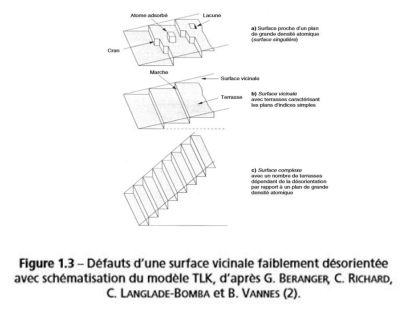 Atome adsorbé
Lacune
Cran
a) Surface proche d'un plan
de grande densité atomique
(surface singulière)
Marche
Surface vicinale
Terrasse
b) Surface vicinale
avec terrasses caractérisant
les plans d'indices simples
c) Surface complexe
avec un nombre de terrasses
dépendant de la désorientation
par rapport à un plan de grande
densité atomique
Figure 1.3 – Défauts d'une surface vicinale faiblement désorientée
avec schématisation du modèle TLK, d'après G. BERANGER, C. RICHARD,
C. LANGLADE-BOMBA et B. VANNES (2).